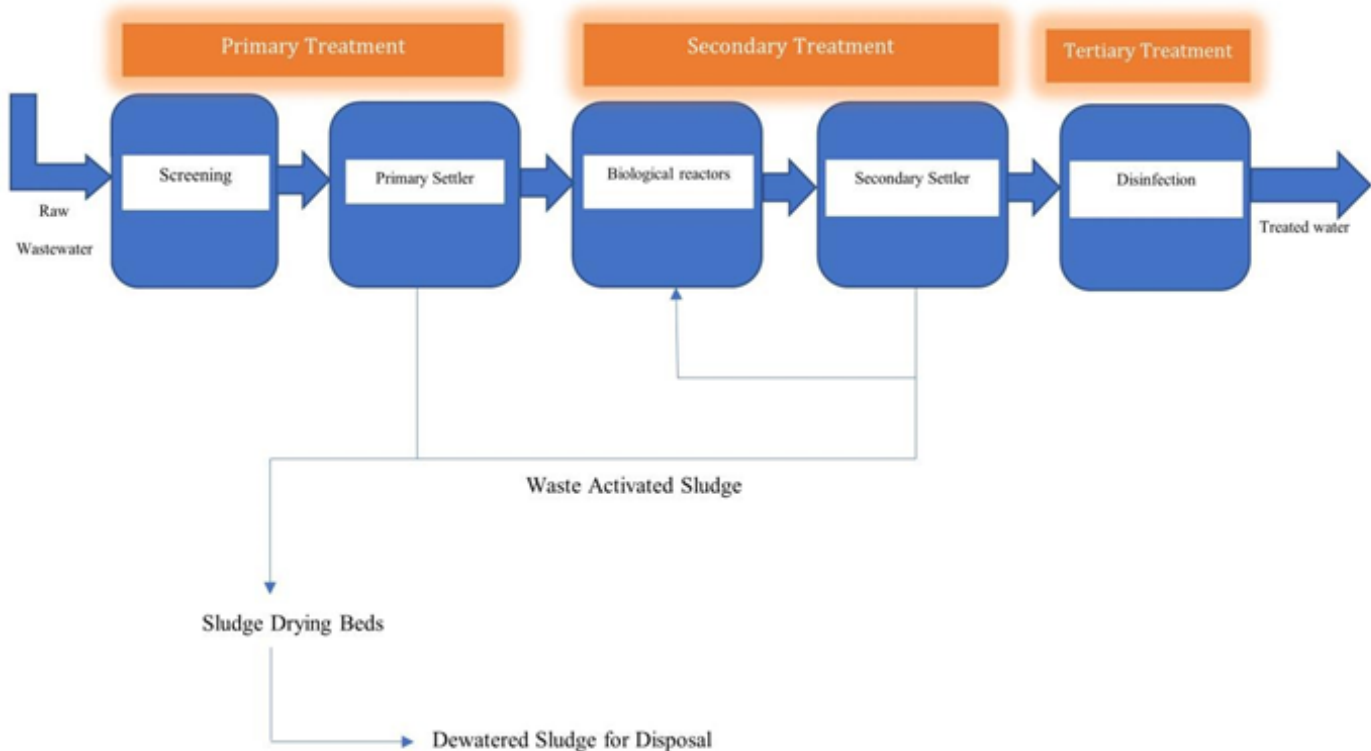 Primary Treatment
Secondary Treatment
Tertiary Treatment
Screening
Primary Settler
Biological reactors
Secondary Settler
Disinfection
Raw
Wastewater
Treated water
Waste Activated Sludge
Sludge Drying Beds
Dewatered Sludge for Disposal